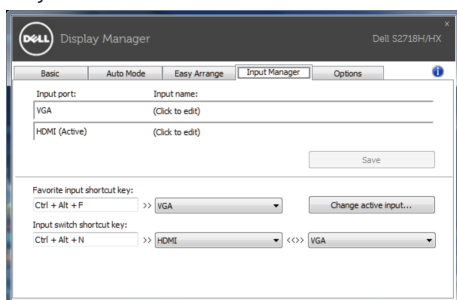 DELL Display Manager Dell S2718H/HX
Basic Auto Mode Easy Arrange Input Manager Options
Input port: Input name:
VGA (Click to edit)
HDMI (Active) (Click to edit)
Save
Favorite input shortcut key:
Ctrl + Alt + F >> VGA Change active input...
Input switch shortcut key:
Ctrl + Alt + N >> HDMI <<>> VGA